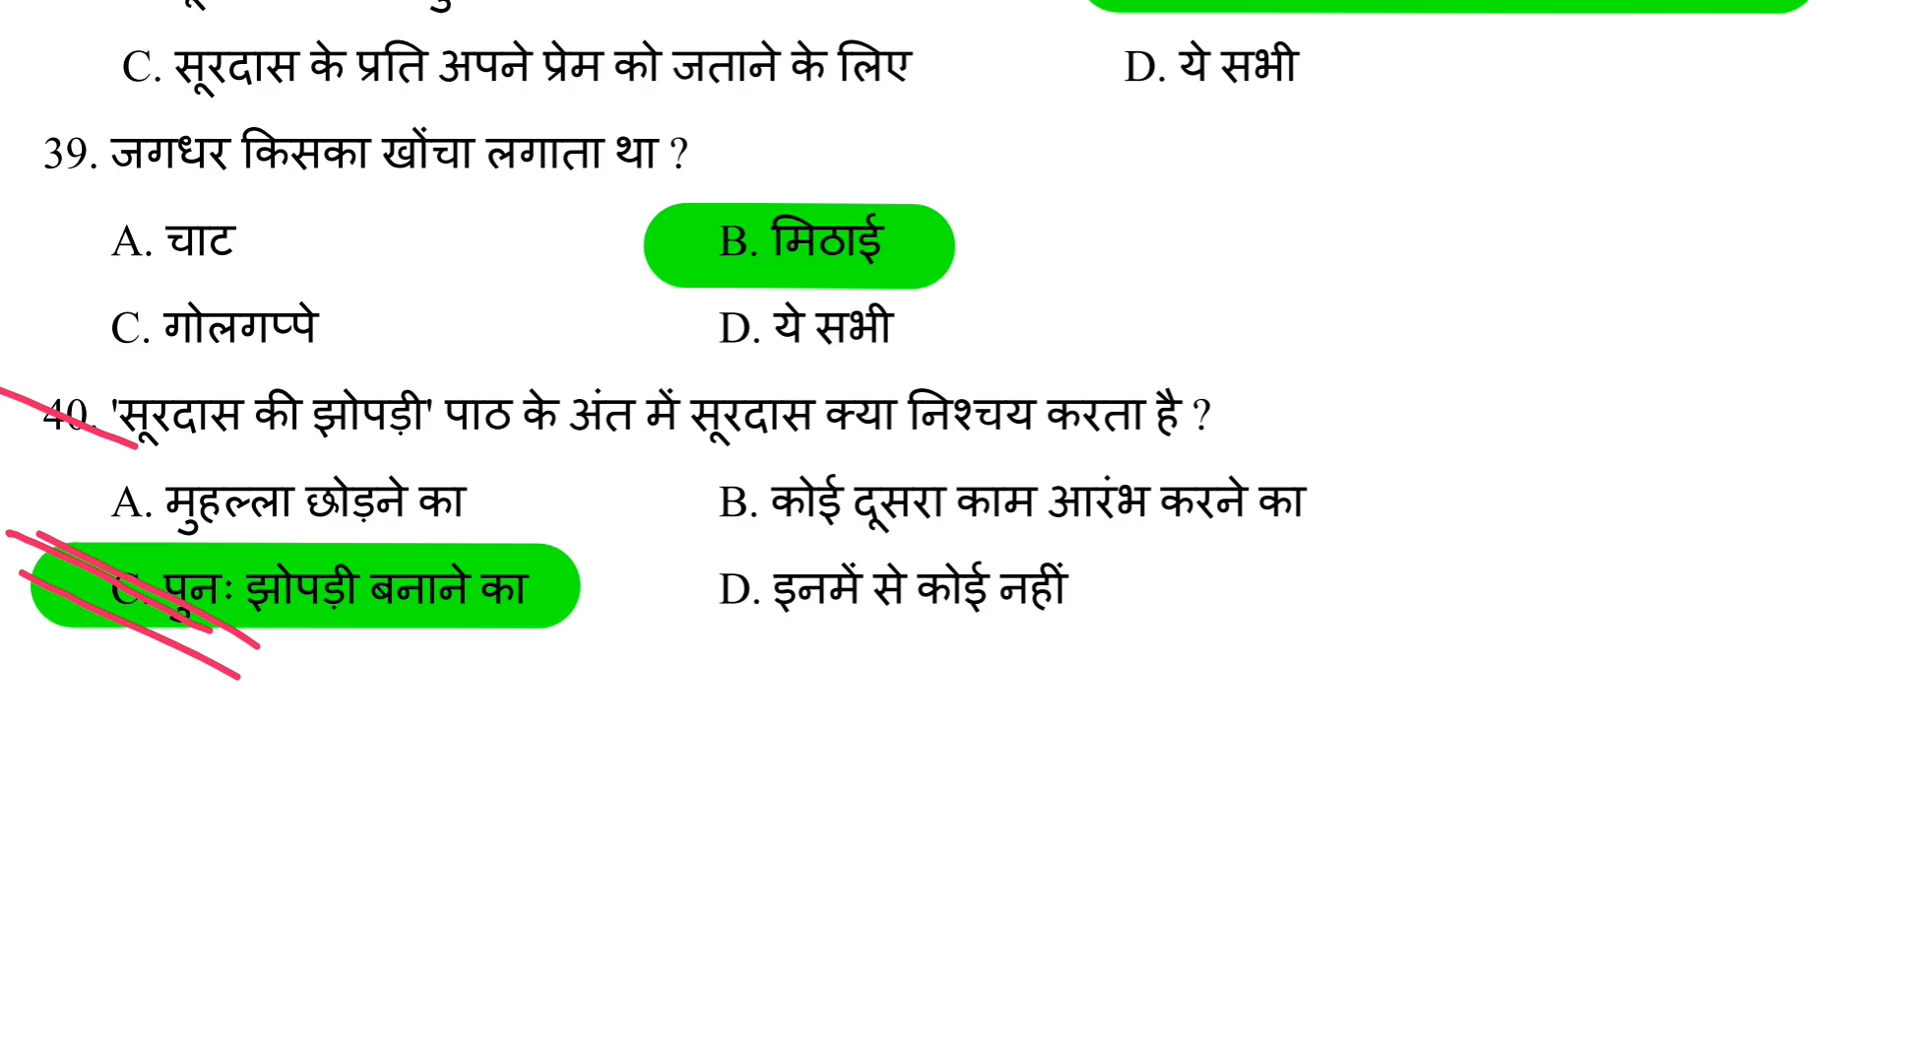 C. सूरदास के प्रति अपने प्रेम को जताने के लिए D. ये सभी
39. जगधर किसका खोंचा लगाता था ?
A. चाट B. मिठाई
C. गोलगप्पे D. ये सभी
40. 'सूरदास की झोपड़ी' पाठ के अंत में सूरदास क्या निश्चय करता है ?
A. मुहल्ला छोड़ने का B. कोई दूसरा काम आरंभ करने का
C. पुनः झोपड़ी बनाने का D. इनमें से कोई नहीं